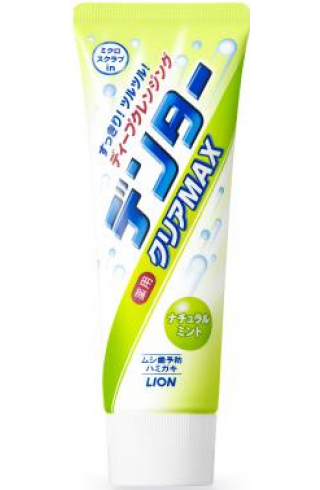 ミクロ
スクラブ
in
すっきり!ツルツル!
ディープクレンジング
デンター
クリアMAX
薬用
ナチュラル
ミント
ムシ歯予防
ハミガキ
LION